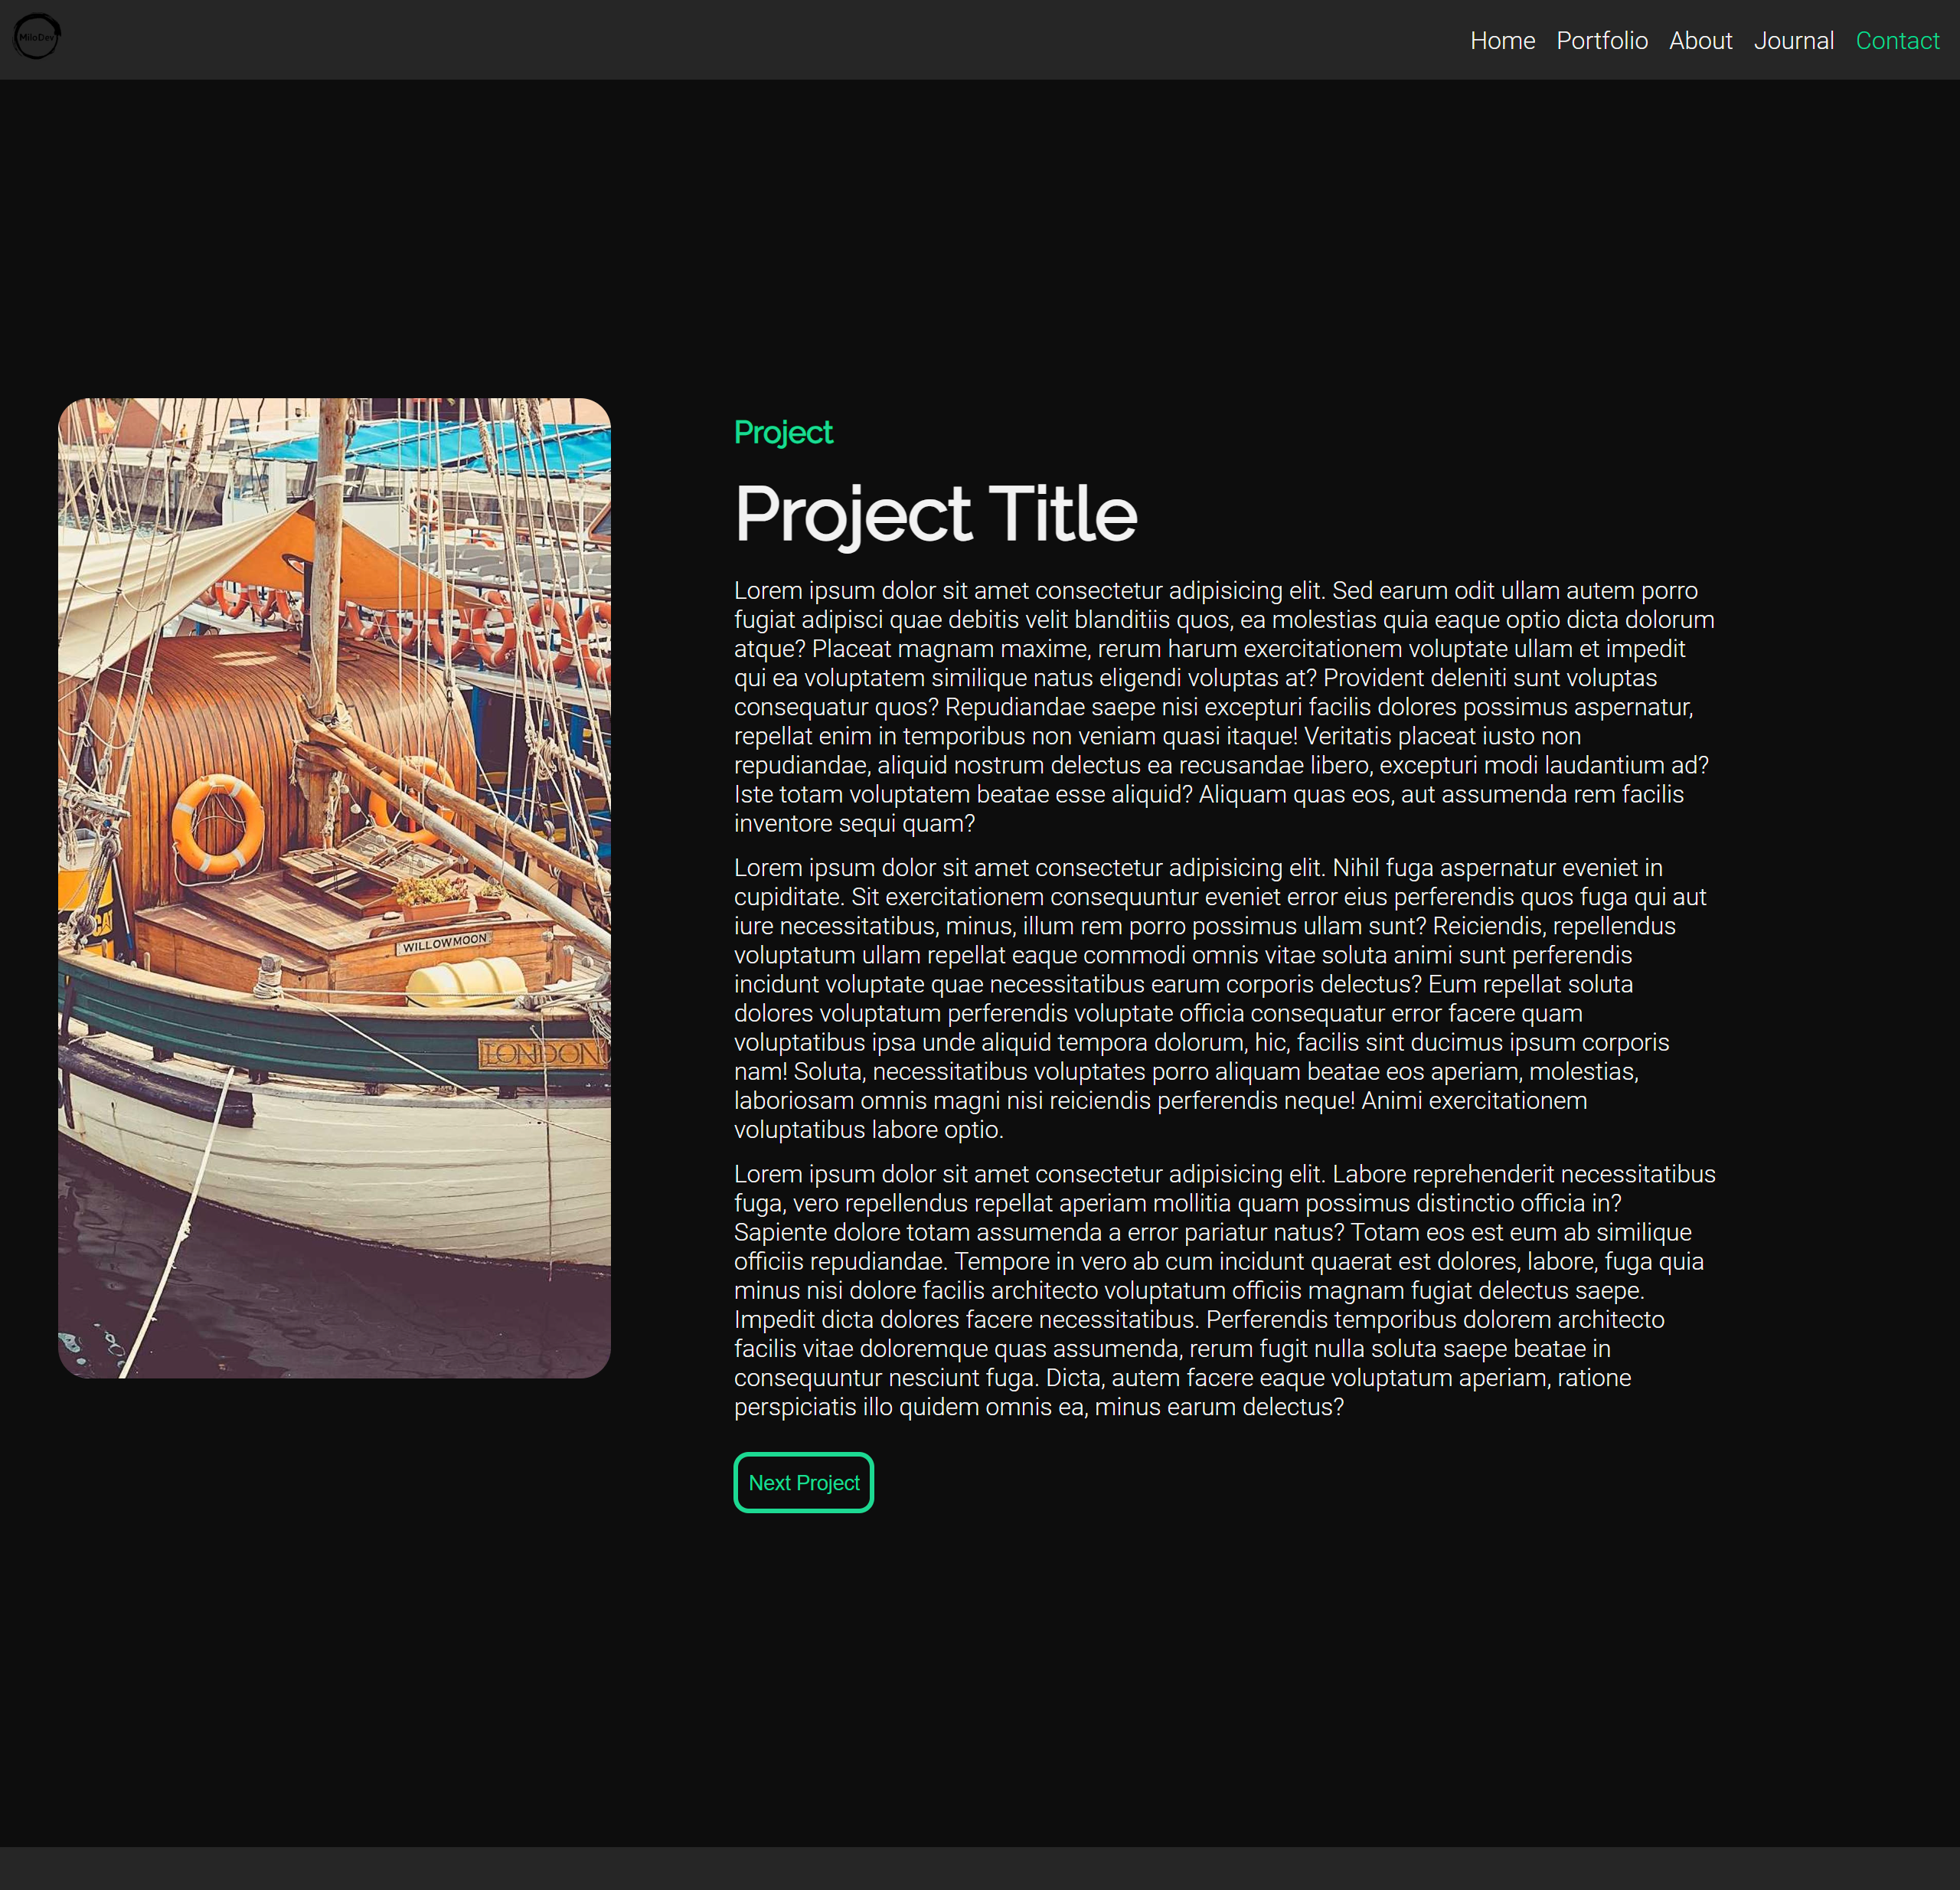 MiloDev
Home Portfolio About Journal Contact
Project
Project Title
Lorem ipsum dolor sit amet consectetur adipisicing elit. Sed earum odit ullam autem porro
fugiat adipisci quae debitis velit blanditiis quos, ea molestias quia eaque optio dicta dolorum
atque? Placeat magnam maxime, rerum harum exercitationem voluptate ullam et impedit
qui ea voluptatem similique natus eligendi voluptas at? Provident deleniti sunt voluptas
consequatur quos? Repudiandae saepe nisi excepturi facilis dolores possimus aspernatur,
repellat enim in temporibus non veniam quasi itaque! Veritatis placeat iusto non
repudiandae, aliquid nostrum delectus ea recusandae libero, excepturi modi laudantium ad?
Iste totam voluptatem beatae esse aliquid? Aliquam quas eos, aut assumenda rem facilis
inventore sequi quam?
Lorem ipsum dolor sit amet consectetur adipisicing elit. Nihil fuga aspernatur eveniet in
cupiditate. Sit exercitationem consequuntur eveniet error eius perferendis quos fuga qui aut
iure necessitatibus, minus, illum rem porro possimus ullam sunt? Reiciendis, repellendus
voluptatum ullam repellat eaque commodi omnis vitae soluta animi sunt perferendis
incidunt voluptate quae necessitatibus earum corporis delectus? Eum repellat soluta
dolores voluptatum perferendis voluptate officia consequatur error facere quam
voluptatibus ipsa unde aliquid tempora dolorum, hic, facilis sint ducimus ipsum corporis
nam! Soluta, necessitatibus voluptates porro aliquam beatae eos aperiam, molestias,
laboriosam omnis magni nisi reiciendis perferendis neque! Animi exercitationem
voluptatibus labore optio.
Lorem ipsum dolor sit amet consectetur adipisicing elit. Labore reprehenderit necessitatibus
fuga, vero repellendus repellat aperiam mollitia quam possimus distinctio officia in?
Sapiente dolore totam assumenda a error pariatur natus? Totam eos est eum ab similique
officiis repudiandae. Tempore in vero ab cum incidunt quaerat est dolores, labore, fuga quia
minus nisi dolore facilis architecto voluptatum officiis magnam fugiat delectus saepe.
Impedit dicta dolores facere necessitatibus. Perferendis temporibus dolorem architecto
facilis vitae doloremque quas assumenda, rerum fugit nulla soluta saepe beatae in
consequuntur nesciunt fuga. Dicta, autem facere eaque voluptatum aperiam, ratione
perspiciatis illo quidem omnis ea, minus earum delectus?
Next Project
WILLOWMOON
LONDON